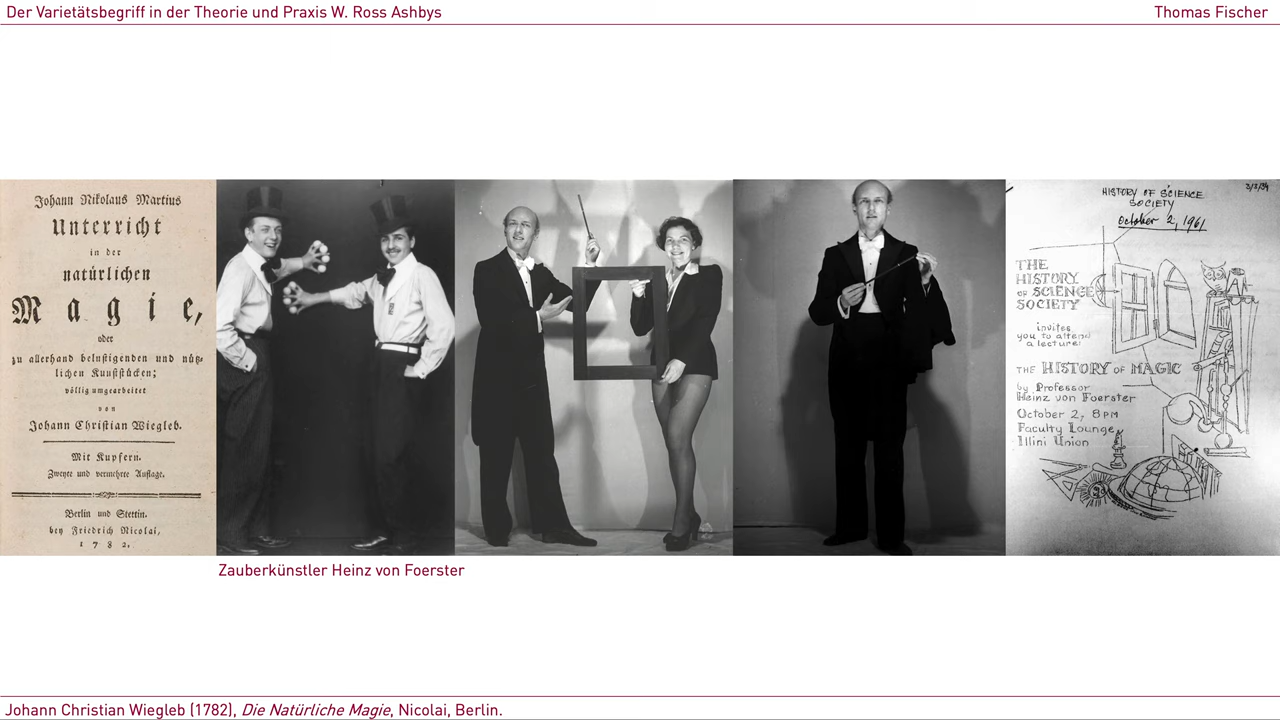 Der Varietätsbegriff in der Theorie und Praxis W. Ross Ashbys
Thomas Fischer
Johann Nikolaus Martius
Unterricht
in der
natürlichen
Magie,
oder
zu allerhand belustigenden und nütz-
lichen Kunststücken;
völlig umgearbeitet
von
Johann Christian Wiegleb.
Mit Kupfern.
Zweyte und vermehrte Auflage.
Berlin und Stettin.
bey Friedrich Nicolai,
1782.
HISTORY OF SCIENCE
SOCIETY
October 2, 1961
THE
HISTORY
OF SCIENCE
SOCIETY
invites
you to attend
a lecture:
THE HISTORY OF MAGIC
by Professor
Heinz von Foerster
October 2, 8PM
Faculty Lounge,
Illini Union
Zauberkünstler Heinz von Foerster
Johann Christian Wiegleb (1782), Die Natürliche Magie, Nicolai, Berlin.